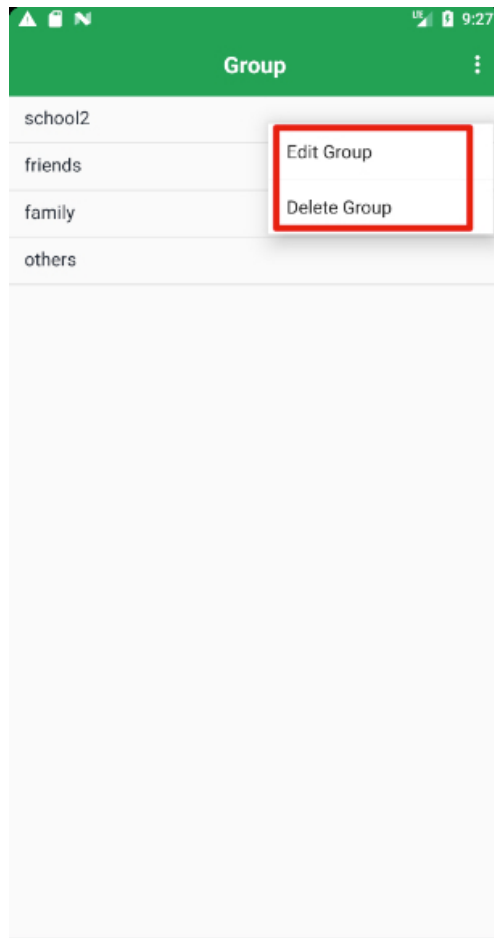 9:27
Group
school2
Edit Group
friends
Delete Group
family
others